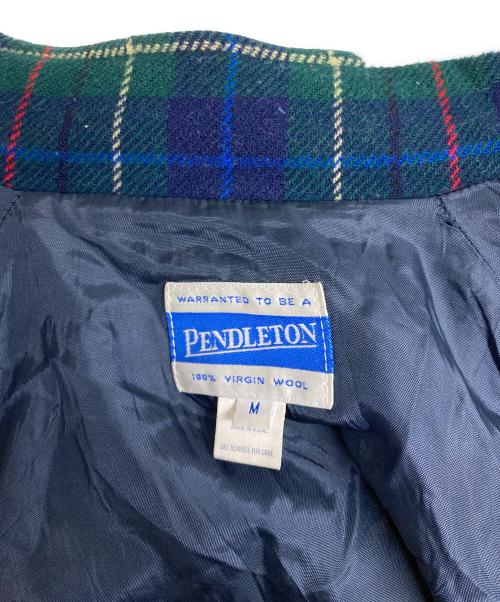 WARRANTED TO BE A
PENDLETON
100% VIRGIN WOOL
M
SEE REVERSE FOR CARE